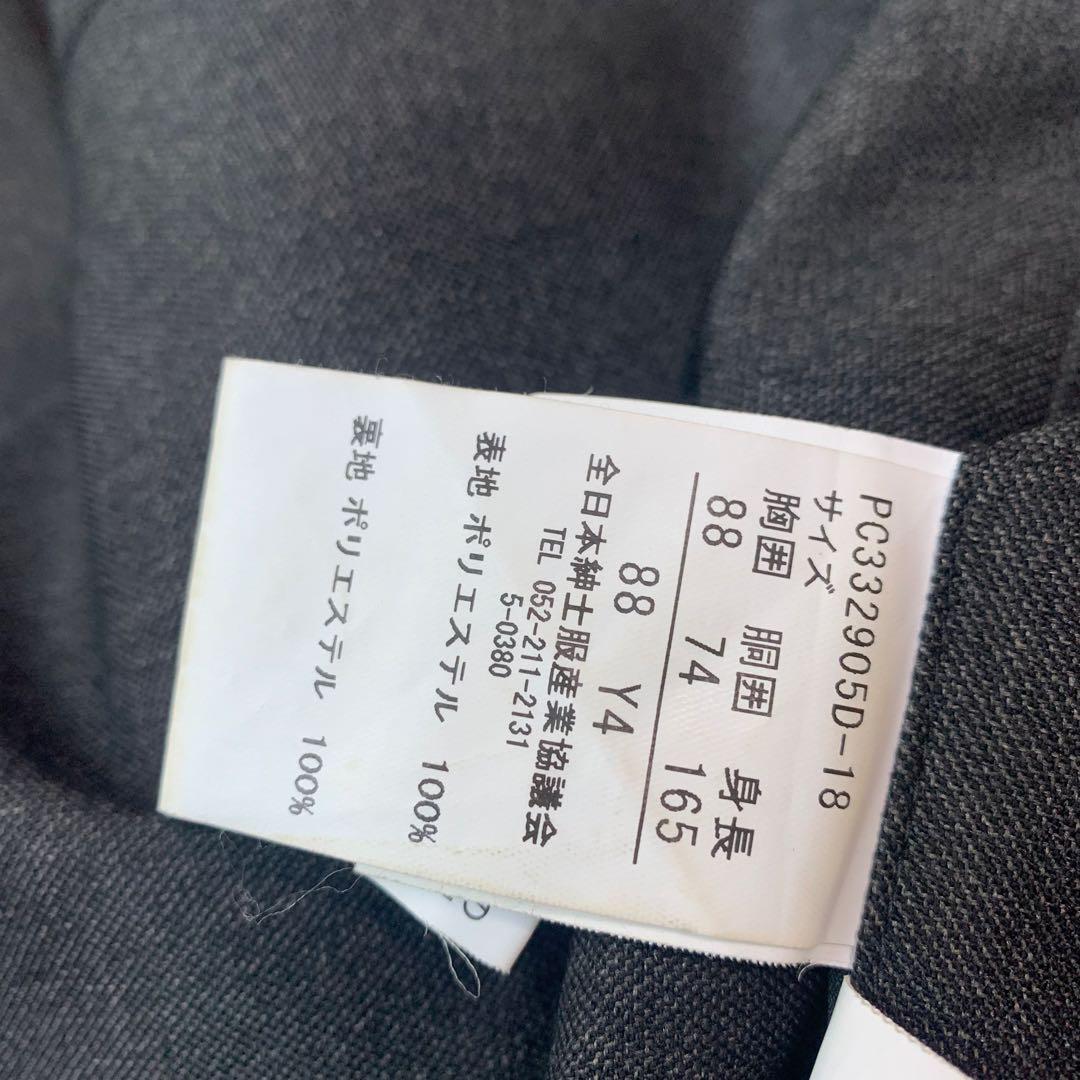 PC3332905D-18
サイズ
胸囲 胴囲 身長
88 74 165
88 Y4
全日本紳士服産業協議会
TEL 052-211-2131
5-0380
表地 ポリエステル 100%
裏地 ポリエステル 100%